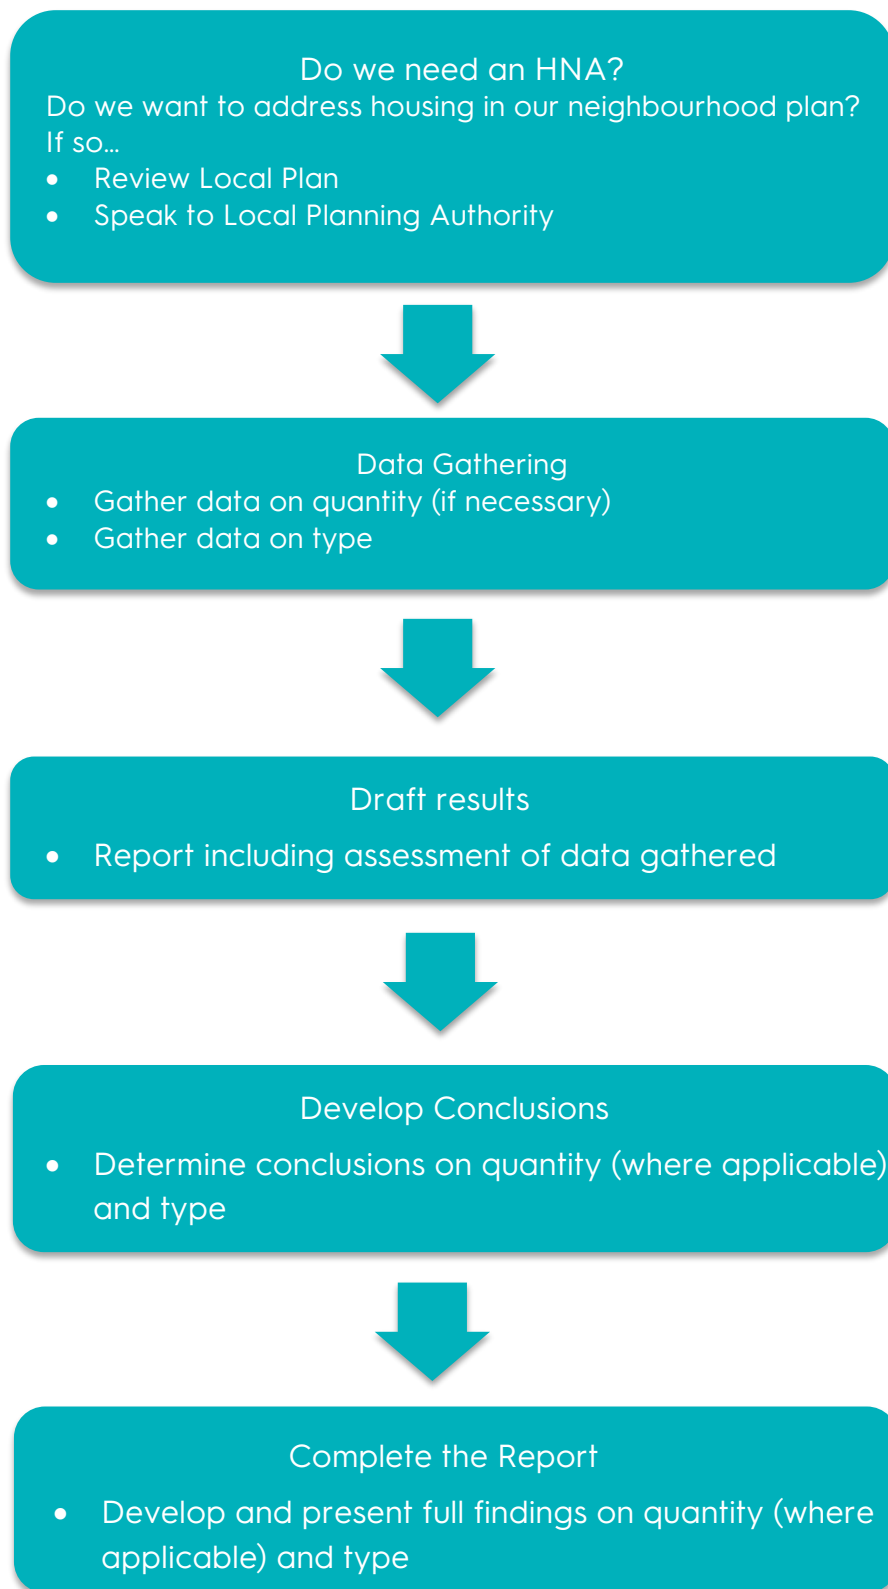 Do we need an HNA?
Do we want to address housing in our neighbourhood plan?
If so...
• Review Local Plan
• Speak to Local Planning Authority
Data Gathering
• Gather data on quantity (if necessary)
• Gather data on type
Draft results
• Report including assessment of data gathered
Develop Conclusions
• Determine conclusions on quantity (where applicable)
and type
Complete the Report
• Develop and present full findings on quantity (where
applicable) and type